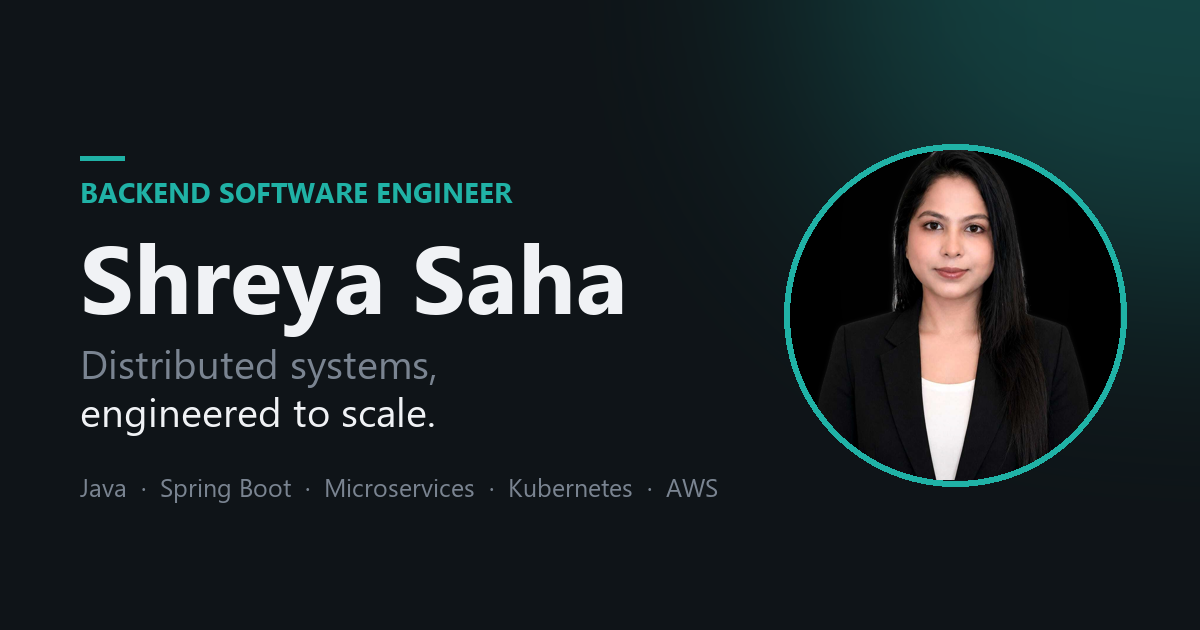 BACKEND SOFTWARE ENGINEER
Shreya Saha
Distributed systems,
engineered to scale.
Java · Spring Boot · Microservices · Kubernetes · AWS